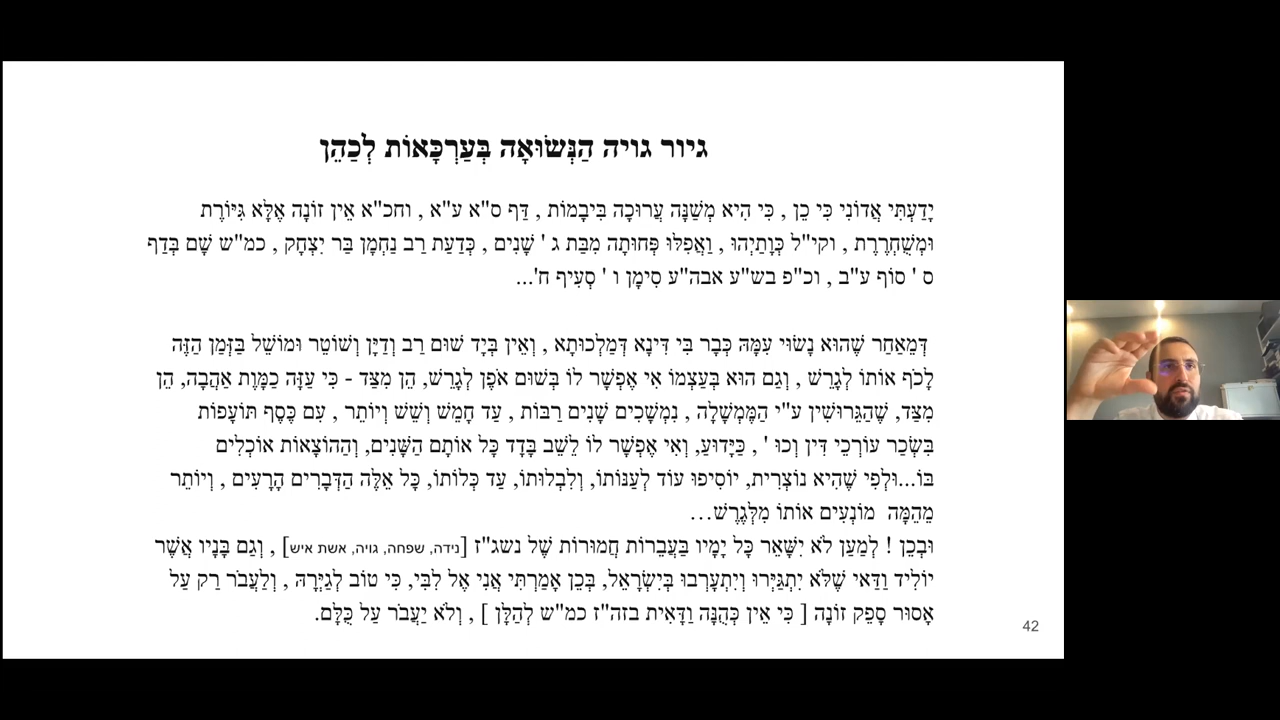 גיור גויה הַנְּשׂוּאָה בְּעַרְכָּאוֹת לְכַהֵן
יָדַעְתִּי אֲדוֹנִי כִּי כֵן , כִּי הִיא מִשְׁנָה עֲרוּכָה בִּיבָמוֹת , דַּף ס"א ע"א , וחכ"א אֵין זוֹנָה אֶלָּא גִּיּוֹרֶת
וּמְשֻׁחְרֶרֶת , וקי"ל כְּוָתַיְהוּ , וַאֲפִלּוּ פְּחוּתָה מִבַּת ג ' שָׁנִים , כְּדַעַת רַב נַחְמָן בַּר יִצְחָק , כמ"ש שָׁם בְּדַף
ס ' סוֹף ע"ב , וכ"פ בש"ע אבה"ע סִימָן ו ' סְעִיף ח'...
דְּמֵאַחַר שֶׁהוּא נָשׂוּי עִמָּהּ כְּבָר בִּי דִּינָא דְּמַלְכוּתָא , וְאֵין בְּיָד שׁוּם רַב וְדַיָּן וְשׁוֹטֵר וּמוֹשֵׁל בַּזְּמַן הַזֶּה
לָכֹף אוֹתוֹ לְגָרֵשׁ , וְגַם הוּא בְּעַצְמוֹ אִי אֶפְשָׁר לוֹ בְּשׁוּם אֹפֶן לְגָרֵשׁ, הֵן מִצַּד - כִּי עַזָּה כַמָּוֶת אַהֲבָה, הֵן
מִצַּד, שֶׁהַגֵּרוּשִׁין ע"י הַמֶּמְשָׁלָה , נִמְשָׁכִים שָׁנִים רַבּוֹת , עַד חָמֵשׁ וְשֵׁשׁ וְיוֹתֵר , עִם כֶּסֶף תּוֹעָפוֹת
בִּשְׂכַר עוֹרְכֵי דִּין וְכוּ ' , כַּיָּדוּעַ, וְאִי אֶפְשָׁר לוֹ לֵשֵׁב בָּדָד כָּל אוֹתָם הַשָּׁנִים, וְהַהוֹצָאוֹת אוֹכְלִים
בּוֹ...וּלְפִי שֶׁהִיא נוֹצְרִית, יוֹסִיפוּ עוֹד לְעַנּוֹתוֹ, וְלִבְלוֹתוֹ, עַד כַּלּוֹתוֹ, כָּל אֵלֶּה הַדְּבָרִים הָרָעִים , וְיוֹתֵר
מֵהֵמָּה מוֹנְעִים אוֹתוֹ מִלְּגָרֵשׁ...
וּבְכֵן ! לְמַעַן לֹא יִשָּׁאֵר כָּל יָמָיו בַּעֲבֵרוֹת חֲמוּרוֹת שֶׁל נשג"ז [נידה, שפחה, גויה, אשת איש] , וְגַם בָּנָיו אֲשֶׁר
יוֹלִיד וַדַּאי שֶׁלֹּא יִתְגַּיְּרוּ וְיִתְעָרְבוּ בְּיִשְׂרָאֵל, בְּכֵן אָמַרְתִּי אֲנִי אֶל לִבִּי, כִּי טוֹב לְגַיְּרָהּ , וְלַעֲבֹר רַק עַל
אִסּוּר סָפֵק זוֹנָה [ כִּי אֵין כְּהֻנָּה וַדָּאִית בזה"ז כמ"ש לְהַלָּן ] , וְלֹא יַעֲבֹר עַל כֻּלָּם.
42